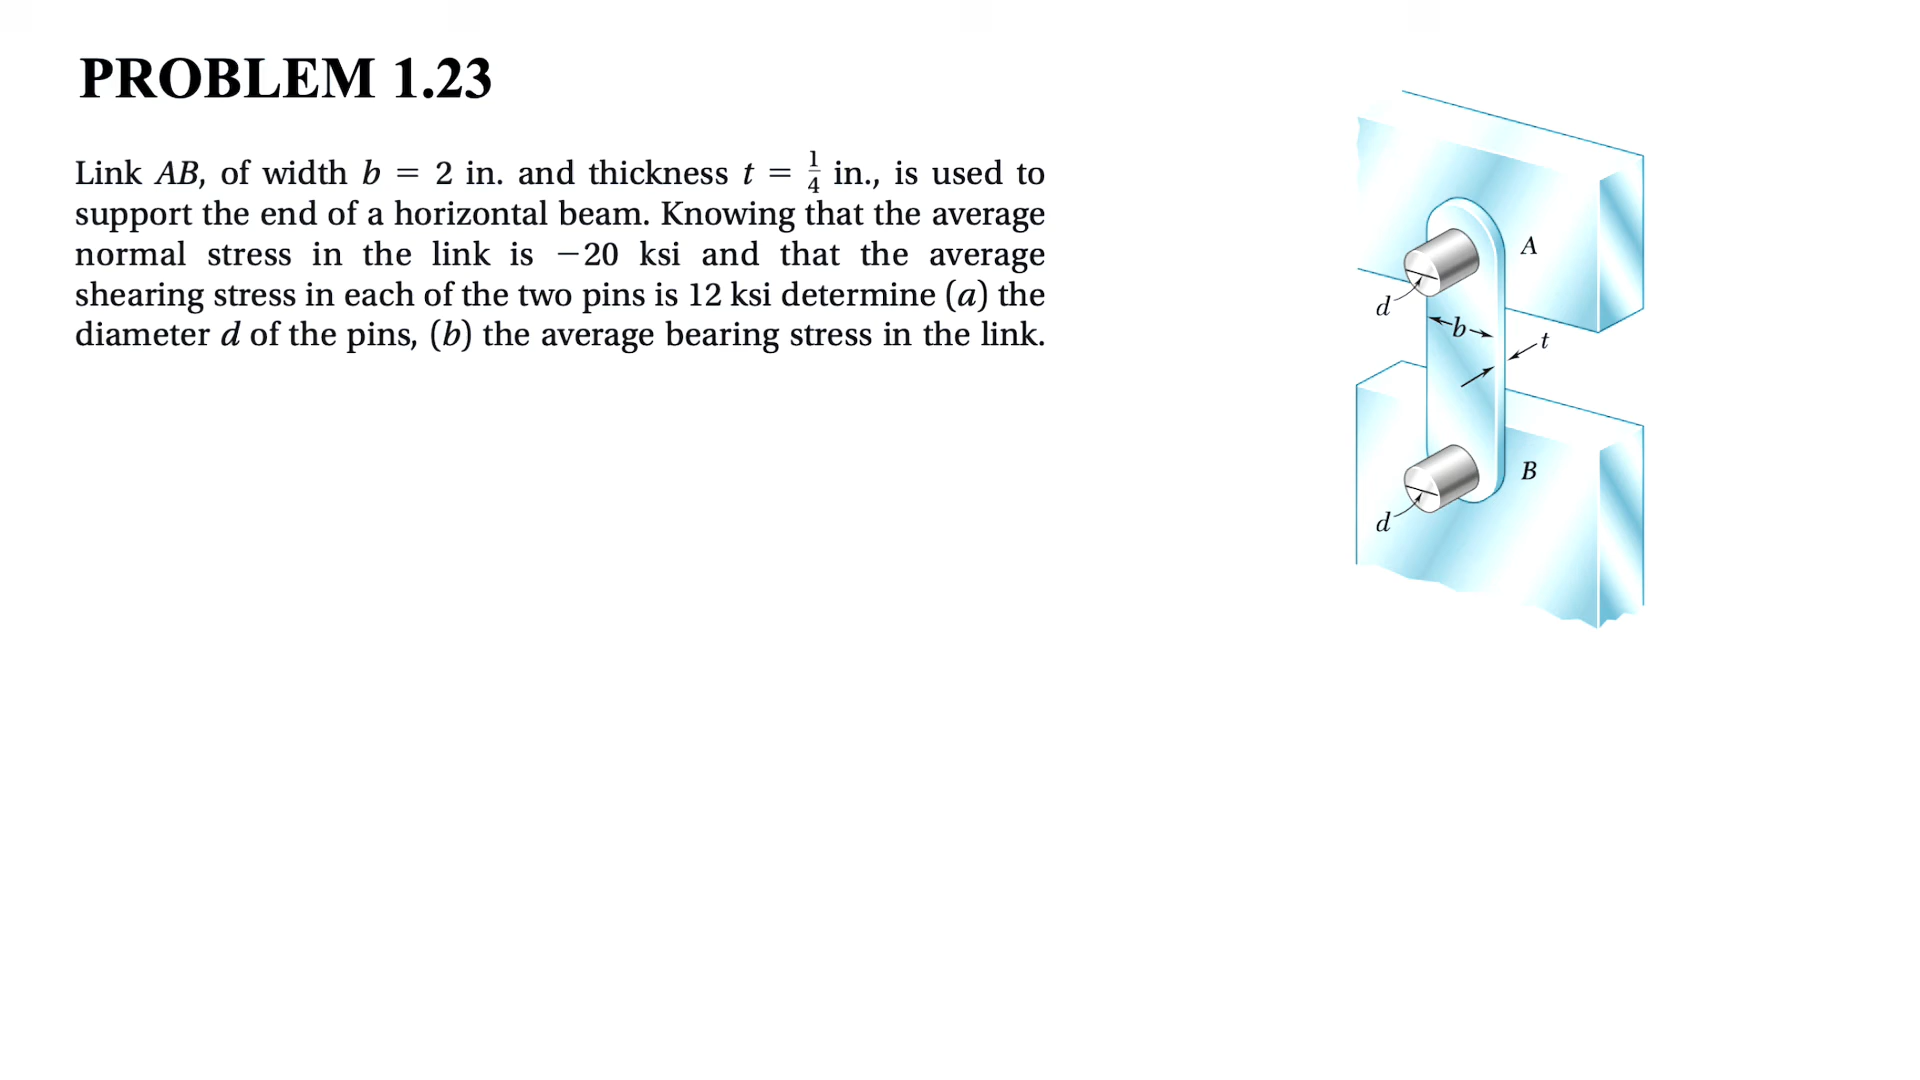 PROBLEM 1.23
Link AB, of width b = 2 in. and thickness t = 1/4 in., is used to
support the end of a horizontal beam. Knowing that the average
normal stress in the link is −20 ksi and that the average
shearing stress in each of the two pins is 12 ksi determine (a) the
diameter d of the pins, (b) the average bearing stress in the link.
A
d
b
t
B
d